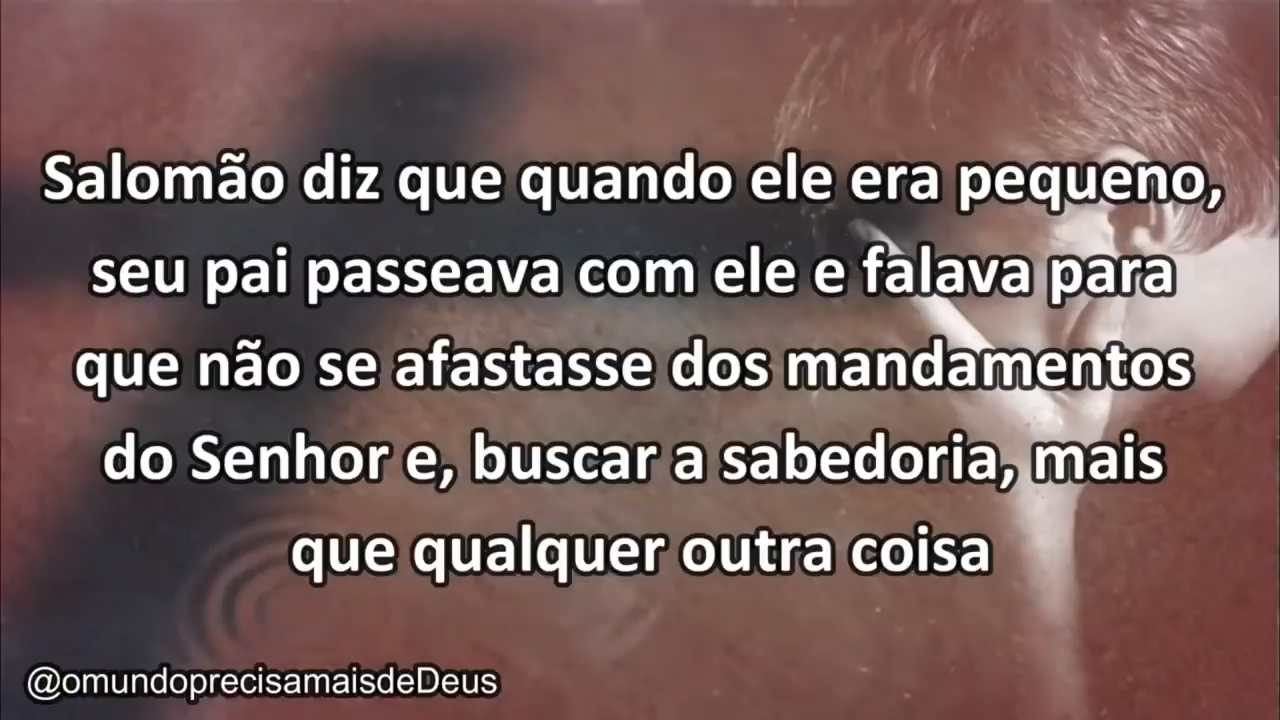 Salomão diz que quando ele era pequeno,
seu pai passeava com ele e falava para
que não se afastasse dos mandamentos
do Senhor e, buscar a sabedoria, mais
que qualquer outra coisa
@omundoprecisamaisdeDeus